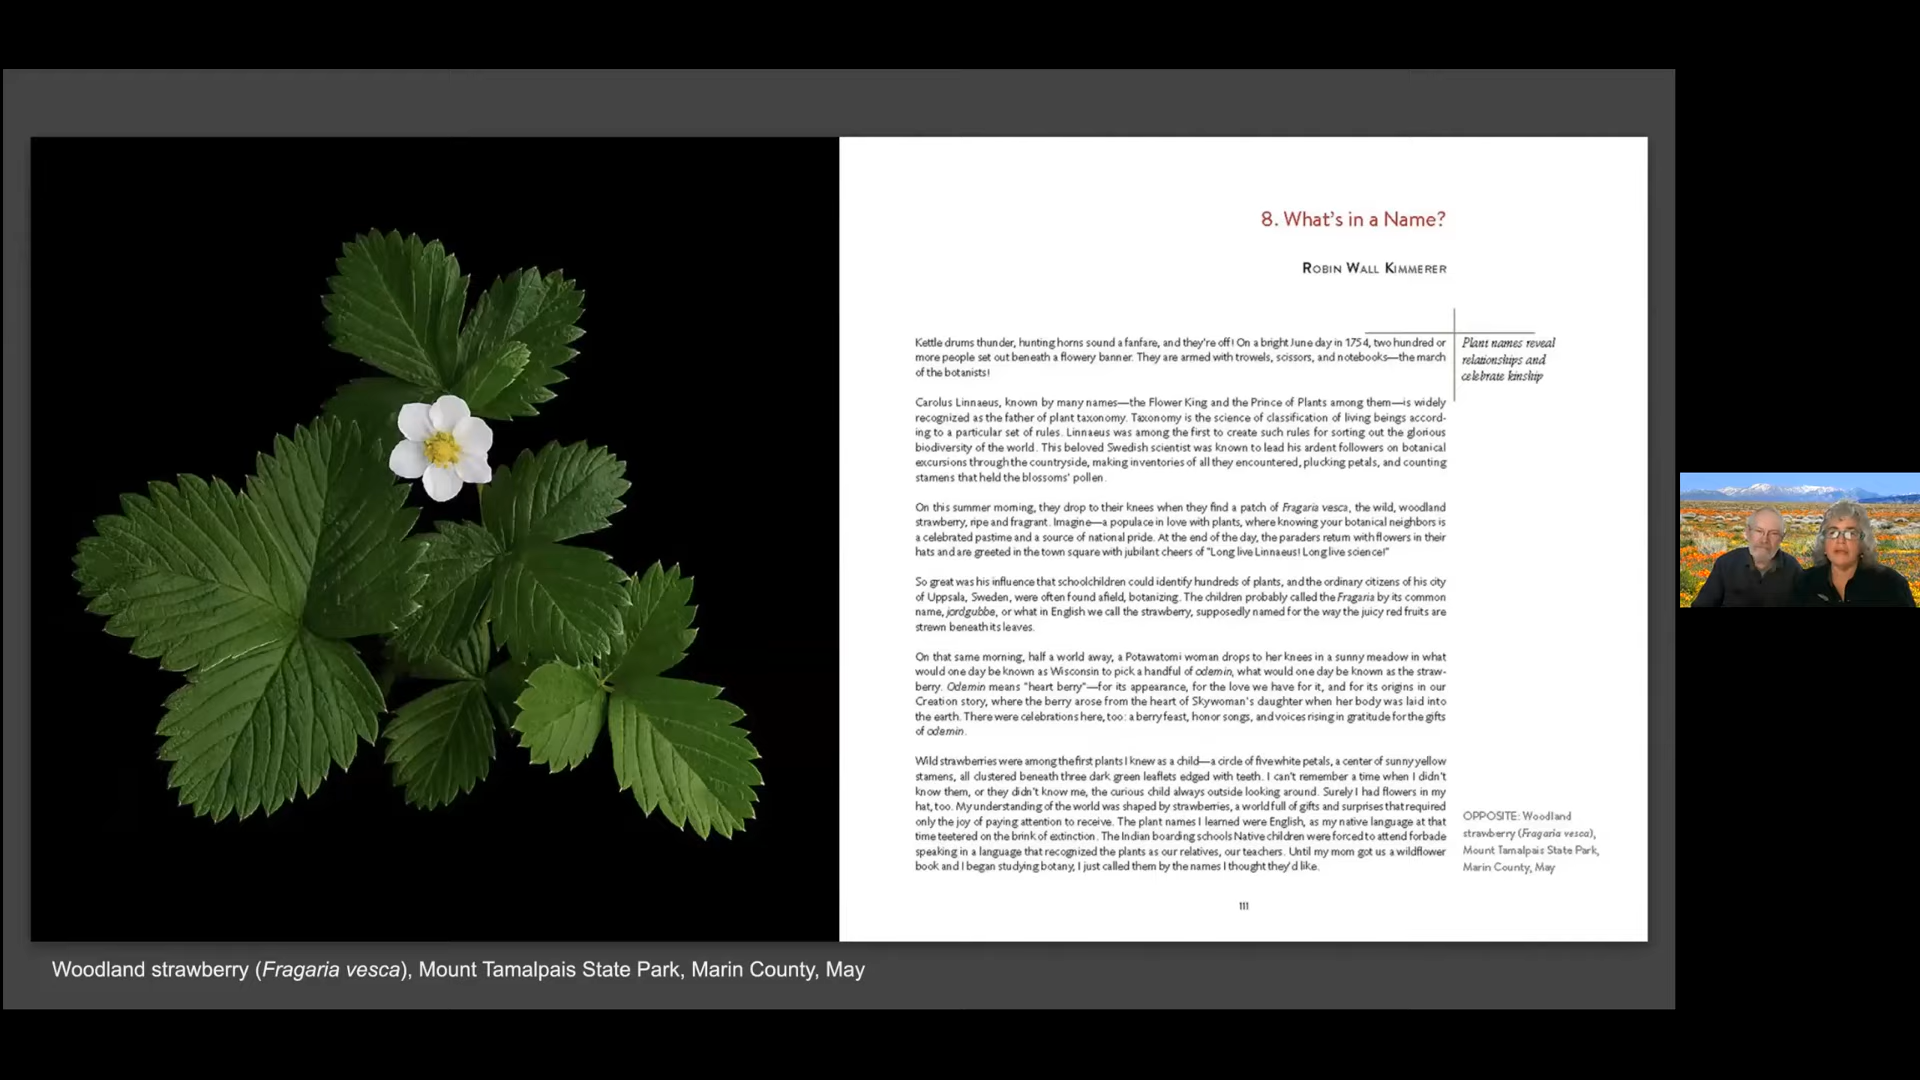 8. What's in a Name?
Robin Wall Kimmerer
Kettle drums thunder, hunting horns sound a fanfare, and they're off! On a bright June day in 1754, two hundred or
more people set out beneath a flowery banner. They are armed with trowels, scissors, and notebooks—the march
of the botanists!
Plant names reveal
relationships and
celebrate kinship
Carolus Linnaeus, known by many names—the Flower King and the Prince of Plants among them—is widely
recognized as the father of plant taxonomy. Taxonomy is the science of classification of living beings accord-
ing to a particular set of rules. Linnaeus was among the first to create such rules for sorting out the glorious
biodiversity of the world. This beloved Swedish scientist was known to lead his ardent followers on botanical
excursions through the countryside, making inventories of all they encountered, plucking petals, and counting
stamens that held the blossoms' pollen.
On this summer morning, they drop to their knees when they find a patch of Fragaria vesca, the wild, woodland
strawberry, ripe and fragrant. Imagine—a populace in love with plants, where knowing your botanical neighbors is
a celebrated pastime and a source of national pride. At the end of the day, the paraders return with flowers in their
hats and are greeted in the town square with jubilant cheers of "Long live Linnaeus! Long live science!"
So great was his influence that schoolchildren could identify hundreds of plants, and the ordinary citizens of his city
of Uppsala, Sweden, were often found afield, botanizing. The children probably called the Fragaria by its common
name, jordgubbe, or what in English we call the strawberry, supposedly named for the way the juicy red fruits are
strewn beneath its leaves.
On that same morning, half a world away, a Potawatomi woman drops to her knees in a sunny meadow in what
would one day be known as Wisconsin to pick a handful of odemin, what would one day be known as the straw-
berry. Odemin means "heart berry"—for its appearance, for the love we have for it, and for its origins in our
Creation story, where the berry arose from the heart of Skywoman's daughter when her body was laid into
the earth. There were celebrations here, too: a berry feast, honor songs, and voices rising in gratitude for the gifts
of odemin.
Wild strawberries were among the first plants I knew as a child—a circle of five white petals, a center of sunny yellow
stamens, all clustered beneath three dark green leaflets edged with teeth. I can't remember a time when I didn't
know them, or they didn't know me, the curious child always outside looking around. Surely I had flowers in my
hat, too. My understanding of the world was shaped by strawberries, a world full of gifts and surprises that required
only the joy of paying attention to receive. The plant names I learned were English, as my native language at that
time teetered on the brink of extinction. The Indian boarding schools Native children were forced to attend forbade
speaking in a language that recognized the plants as our relatives, our teachers. Until my mom got us a wildflower
book and I began studying botany, I just called them by the names I thought they'd like.
OPPOSITE: Woodland
strawberry (Fragaria vesca),
Mount Tamalpais State Park,
Marin County, May
111
Woodland strawberry (Fragaria vesca), Mount Tamalpais State Park, Marin County, May